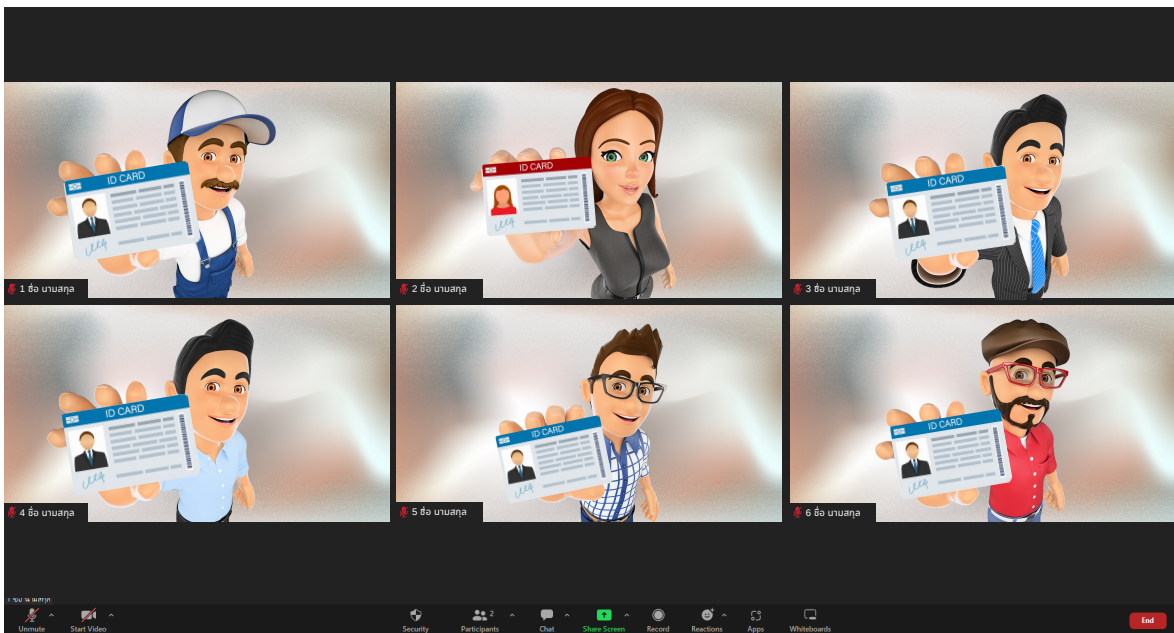 ID CARD
ID CARD
ID CARD
1 ชื่อ นามสกุล
2 ชื่อ นามสกุล
3 ชื่อ นามสกุล
ID CARD
ID CARD
ID CARD
4 ชื่อ นามสกุล
5 ชื่อ นามสกุล
6 ชื่อ นามสกุล
Unmute
Start Video
Security
Participants 2
Chat
Share Screen
Record
Reactions
Apps
Whiteboards
End